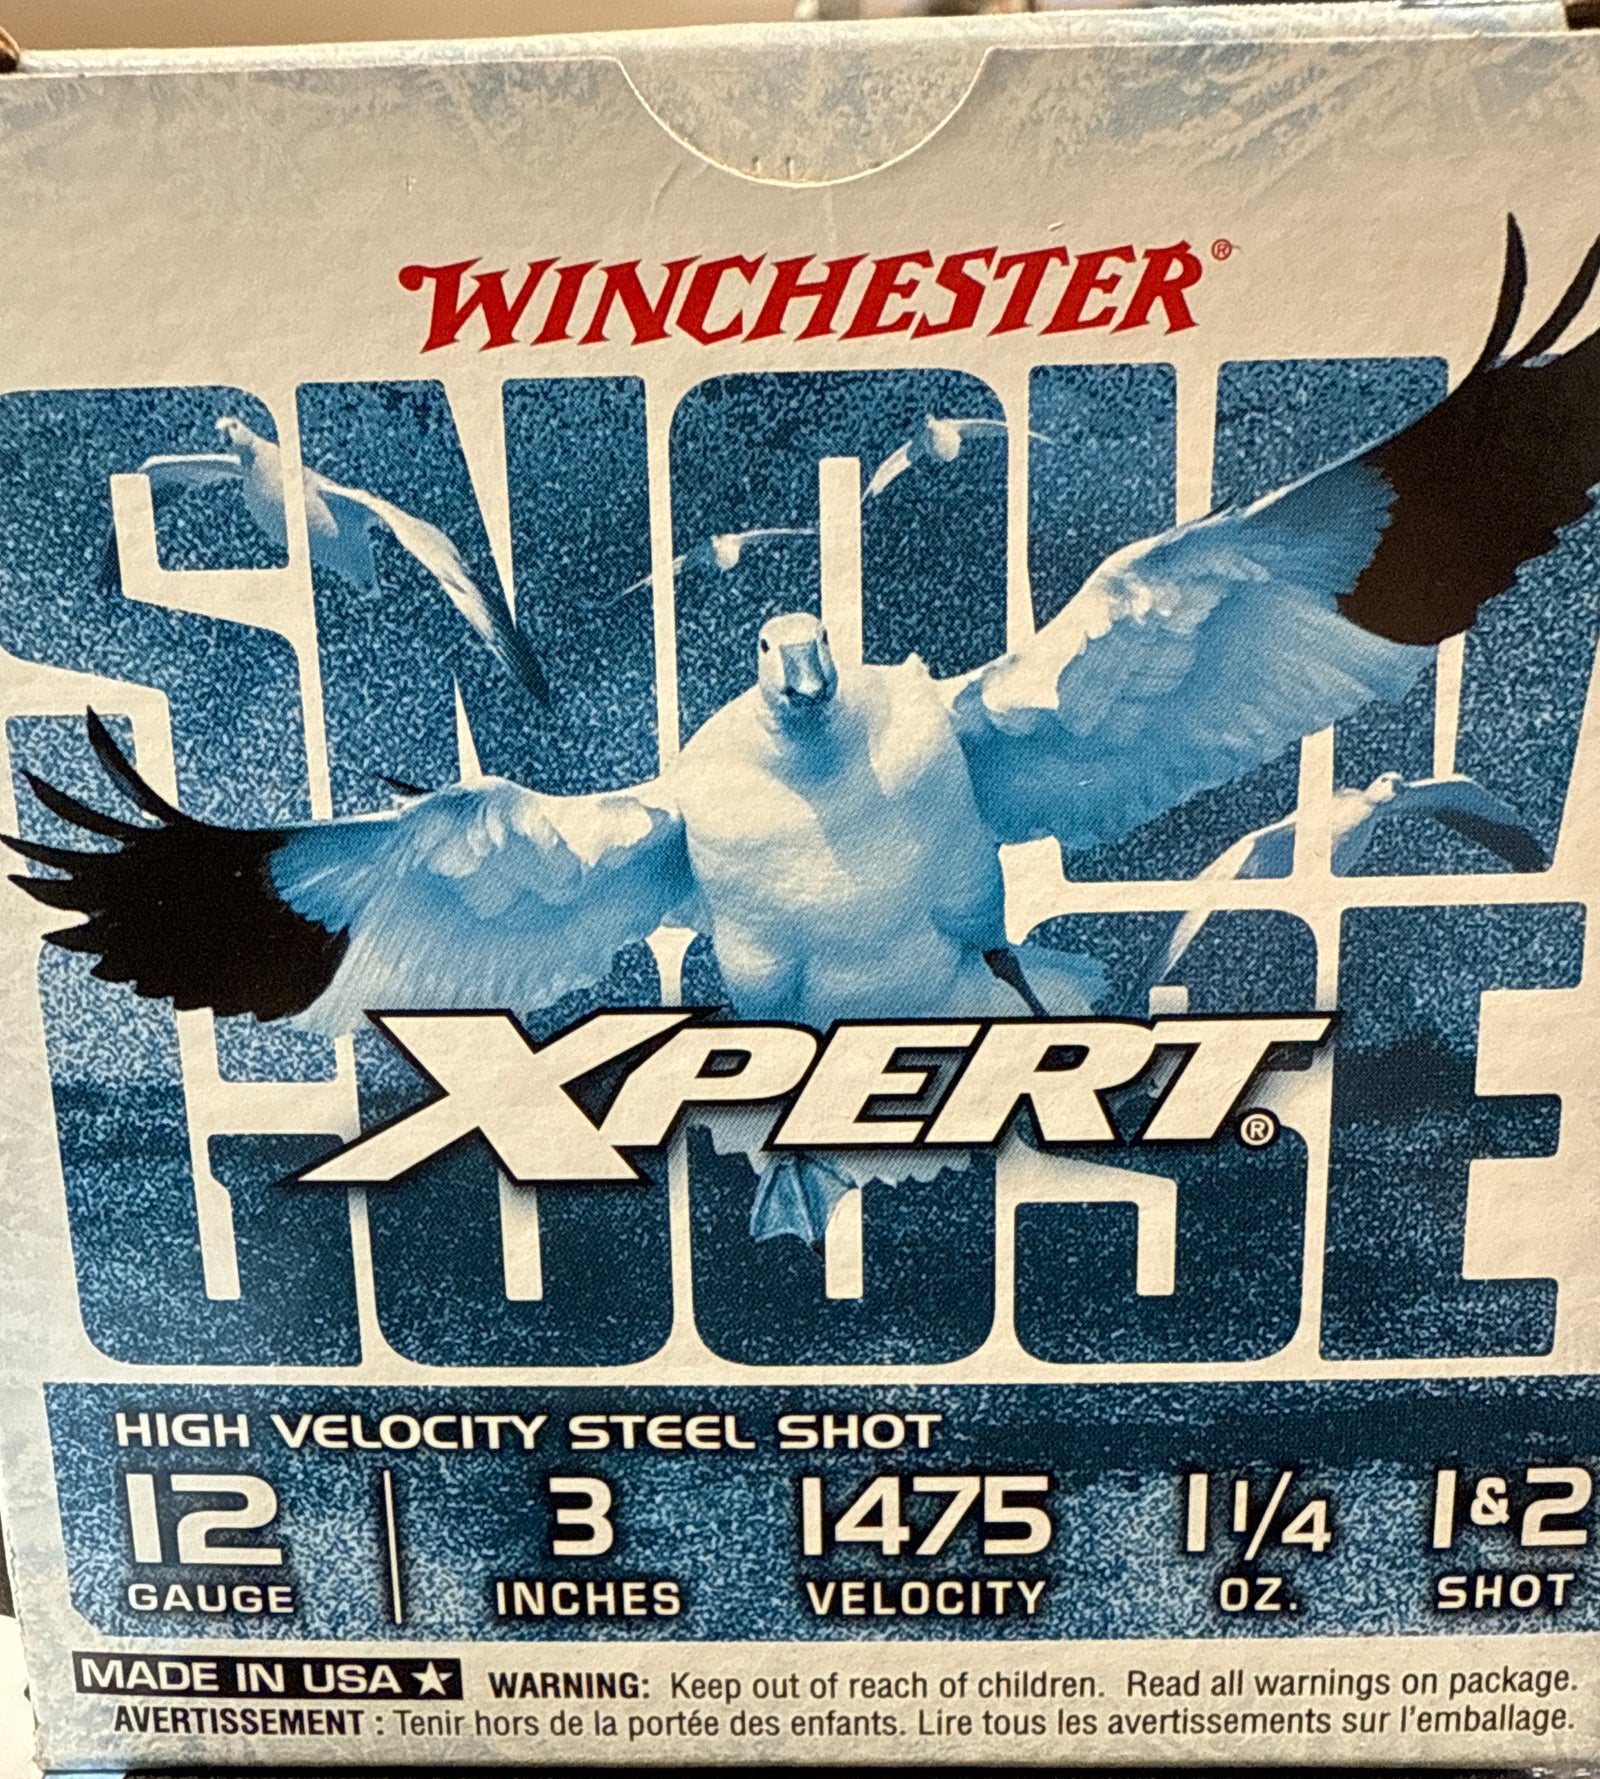 WINCHESTER®
SNOW
GOOSE
XPERT®
HIGH VELOCITY STEEL SHOT
12 3 1475 1 1/4 1&2
GAUGE INCHES VELOCITY OZ. SHOT
MADE IN USA ★ WARNING: Keep out of reach of children. Read all warnings on package.
AVERTISSEMENT : Tenir hors de la portée des enfants. Lire tous les avertissements sur l'emballage.